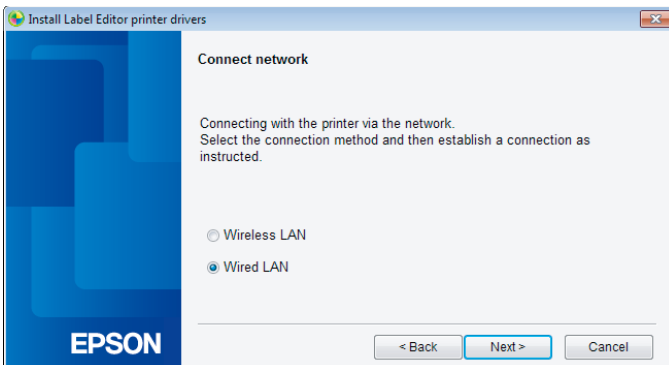 Install Label Editor printer drivers
Connect network
Connecting with the printer via the network.
Select the connection method and then establish a connection as
instructed.
Wireless LAN
Wired LAN
EPSON
< Back
Next >
Cancel